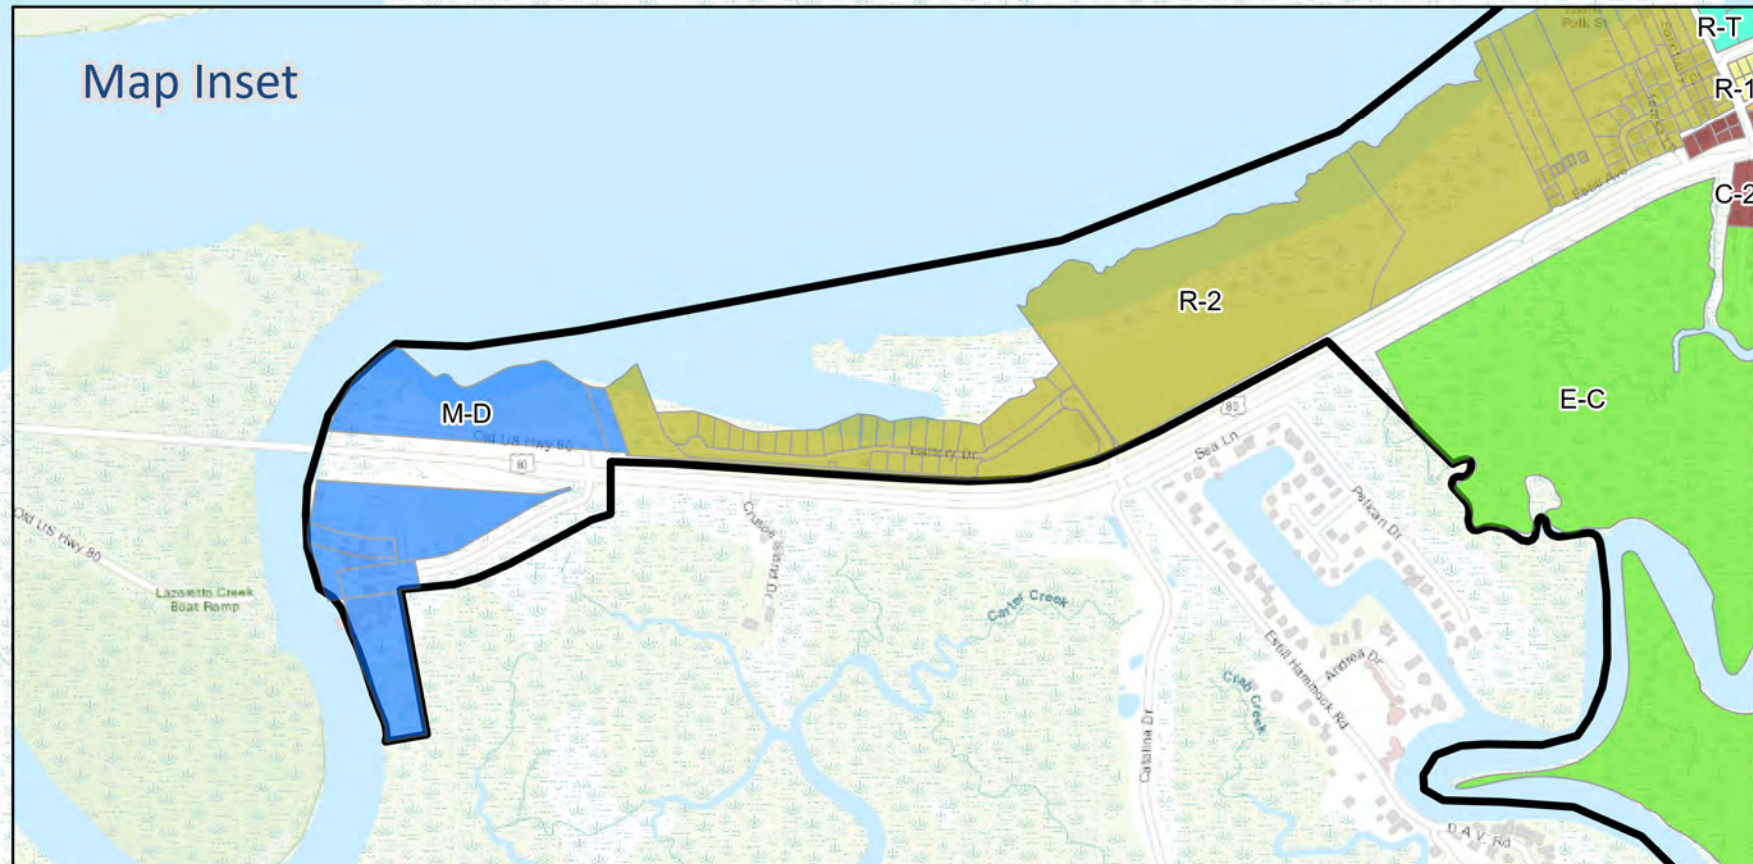 Map Inset
Polk St
R-T
R-1
C-2
Estill Ave
R-2
E-C
M-D
Old US Hwy 80
80
Battery Dr
80
Sea Ln
Pelican Dr
Old US Hwy 80
Lazaretto Creek
Boat Ramp
Crusoe
Island Dr
Carter Creek
Catalina Dr
Crab Creek
Estill Hammock Rd
Andrea Dr
D.A.V. Rd